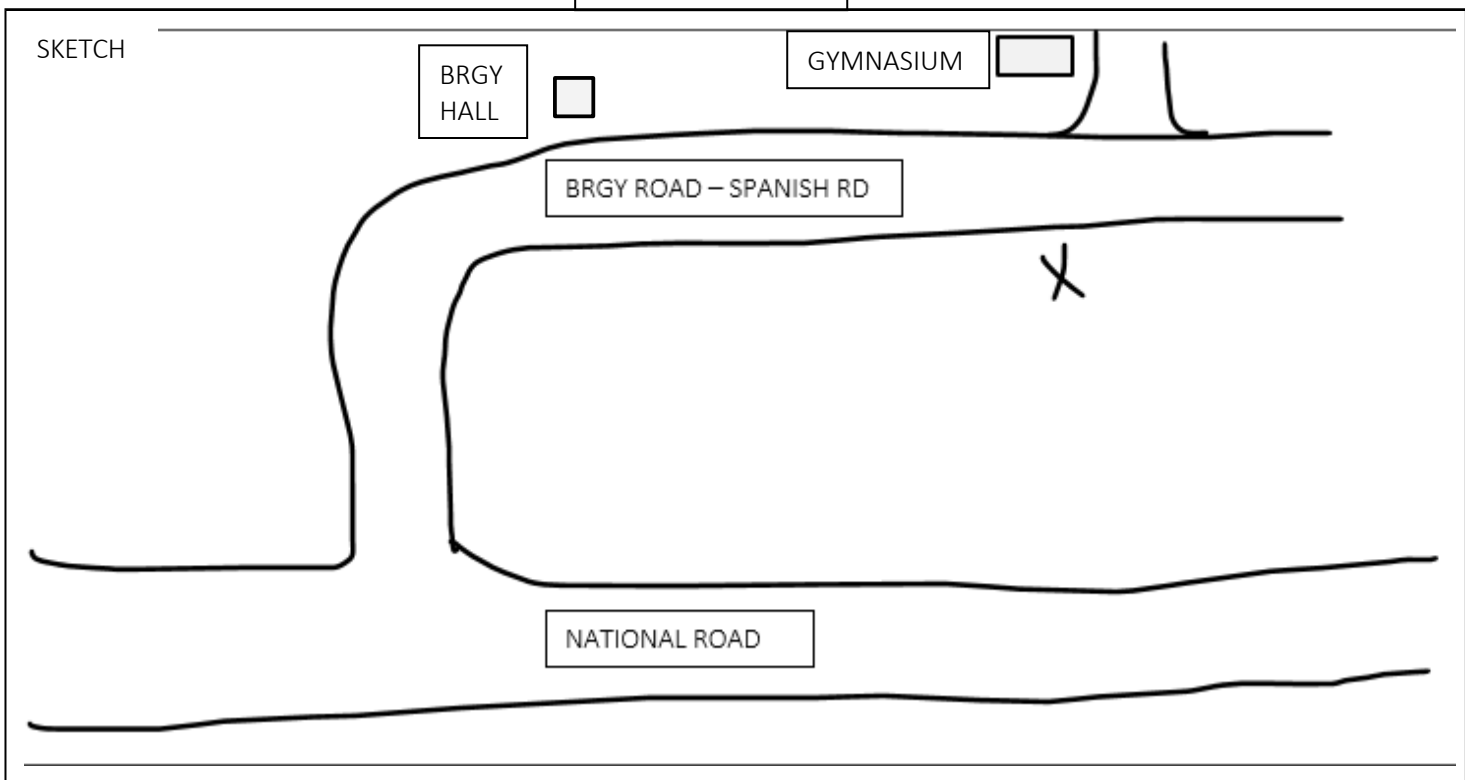 SKETCH
BRGY
HALL
GYMNASIUM
BRGY ROAD – SPANISH RD
X
NATIONAL ROAD